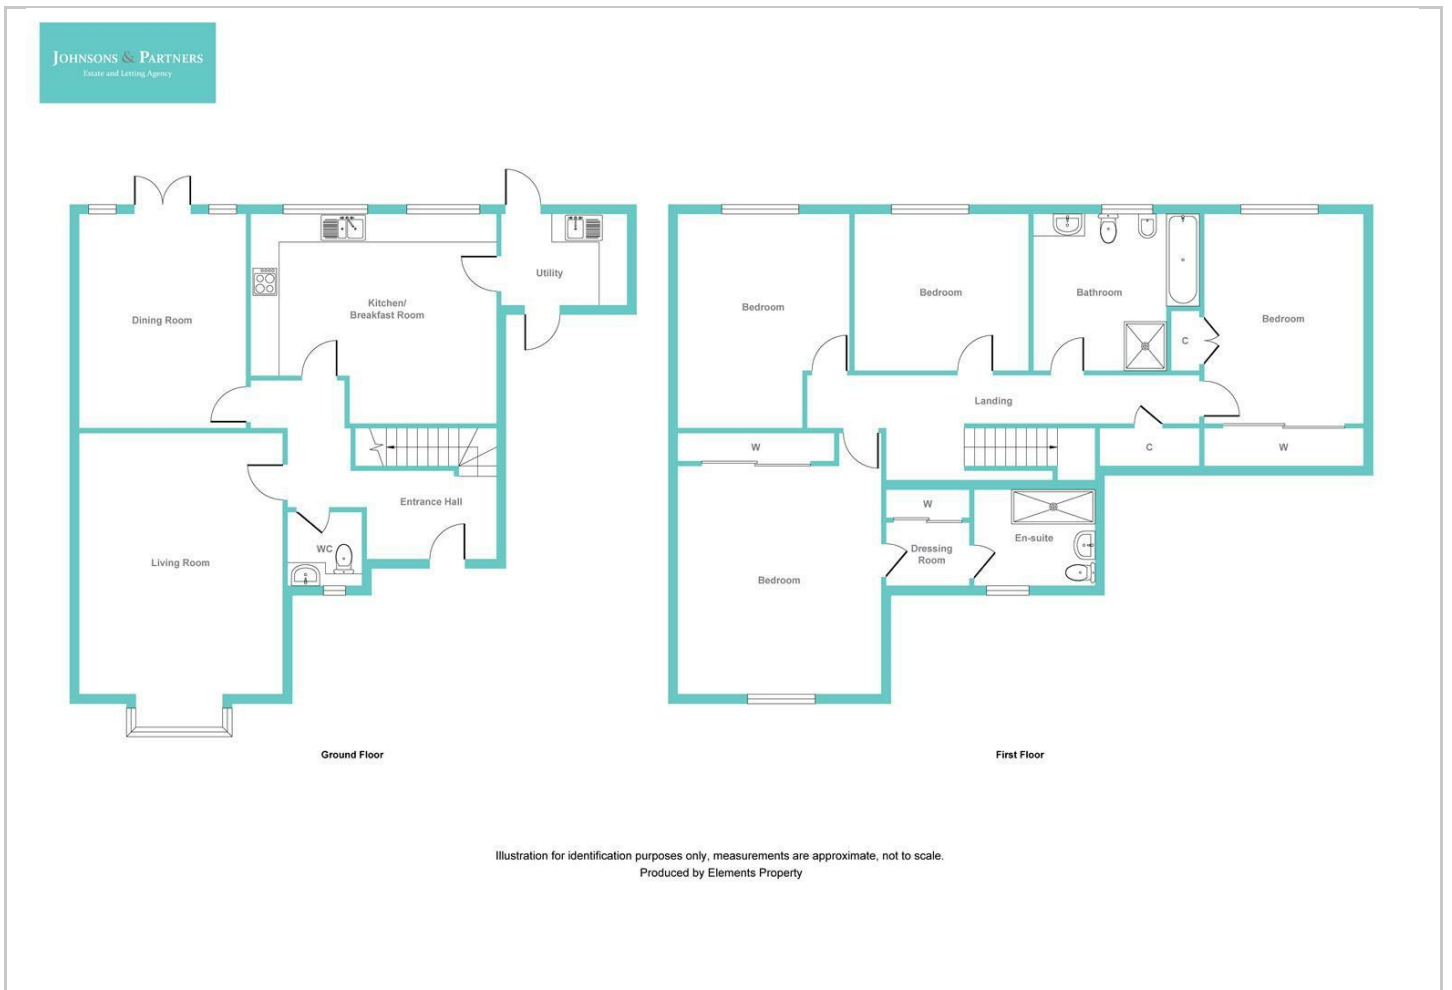 JOHNSONS & PARTNERS
Estate and Letting Agency
Dining Room
Kitchen/
Breakfast Room
Utility
Living Room
WC
Entrance Hall
Ground Floor
Bedroom
Bedroom
Bathroom
C
Bedroom
Landing
W
C
W
W
Dressing
Room
En-suite
Bedroom
First Floor
Illustration for identification purposes only, measurements are approximate, not to scale.
Produced by Elements Property